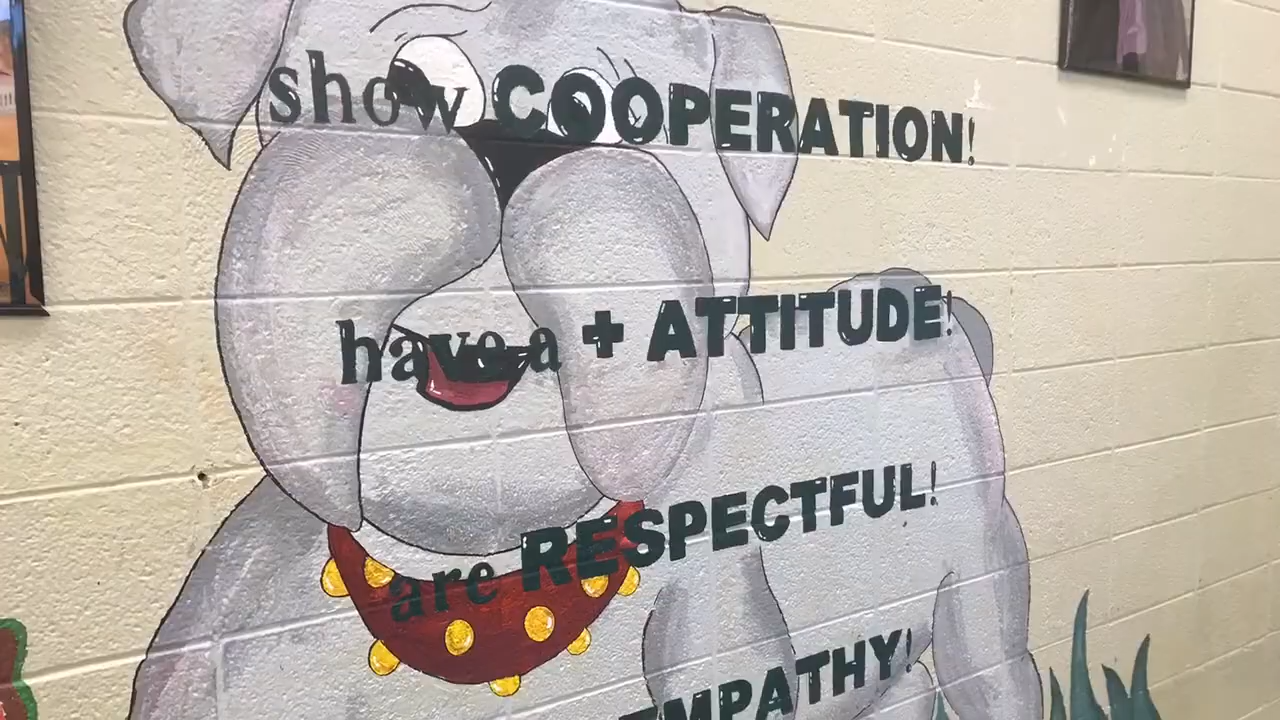 show COOPERATION!
have a + ATTITUDE!
are RESPECTFUL!
EMPATHY!